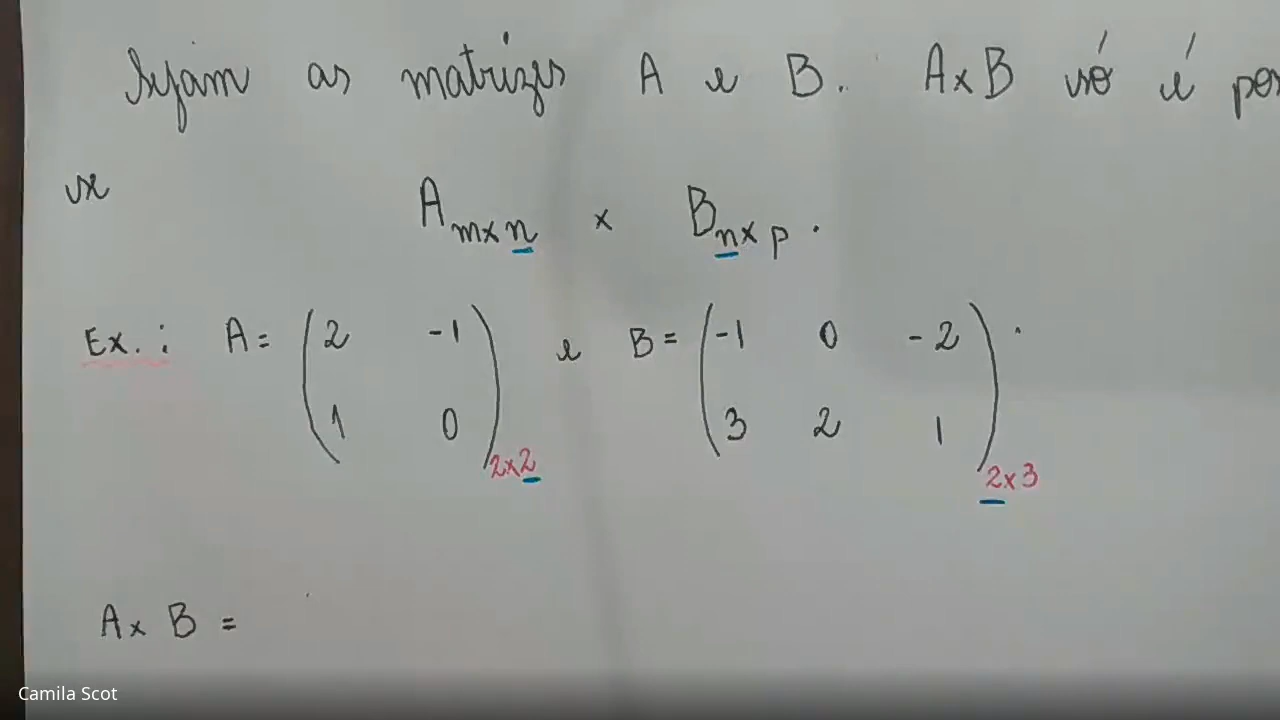 Sejam as matrizes A e B. A x B só é pos
se
A m x n x B n x p .
Ex.: A = ( 2 -1 ) e B = ( -1 0 -2 ) .
1 0 3 2 1
2x2 2x3
A x B =
Camila Scot